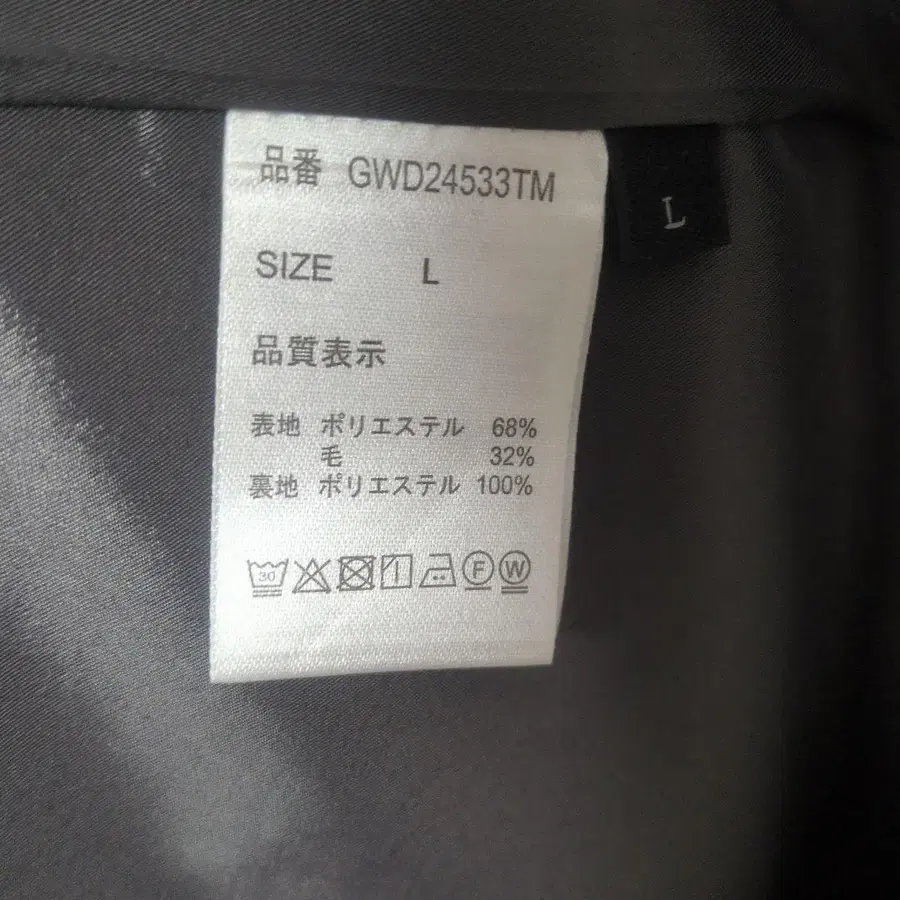 品番 GWD24533TM
L
SIZE L
品質表示
表地 ポリエステル 68%
毛 32%
裏地 ポリエステル 100%
30 F W